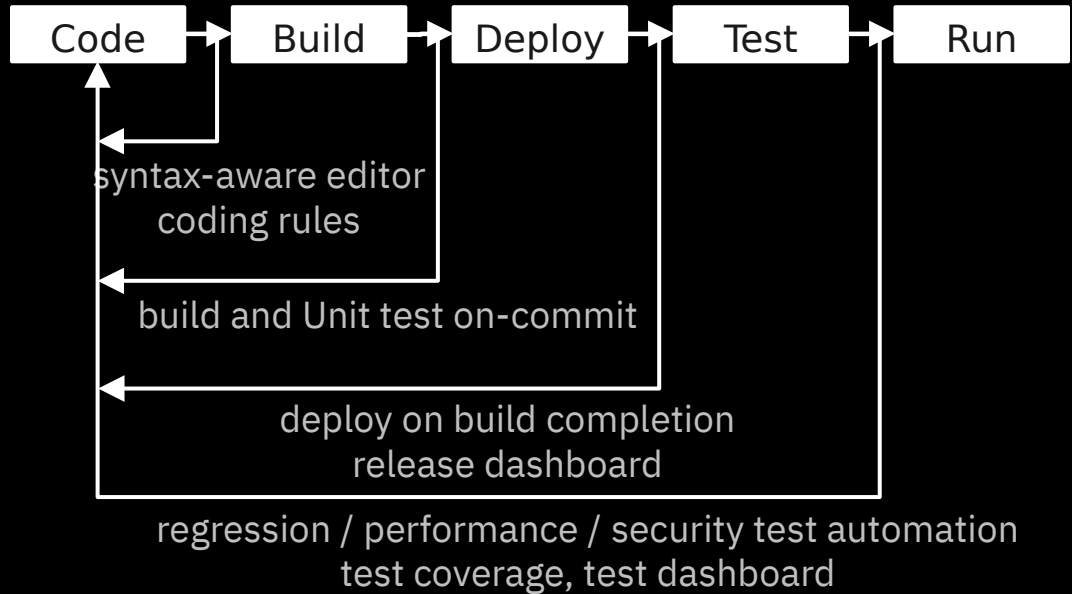 Code
Build
Deploy
Test
Run
syntax-aware editor
coding rules
build and Unit test on-commit
deploy on build completion
release dashboard
regression / performance / security test automation
test coverage, test dashboard